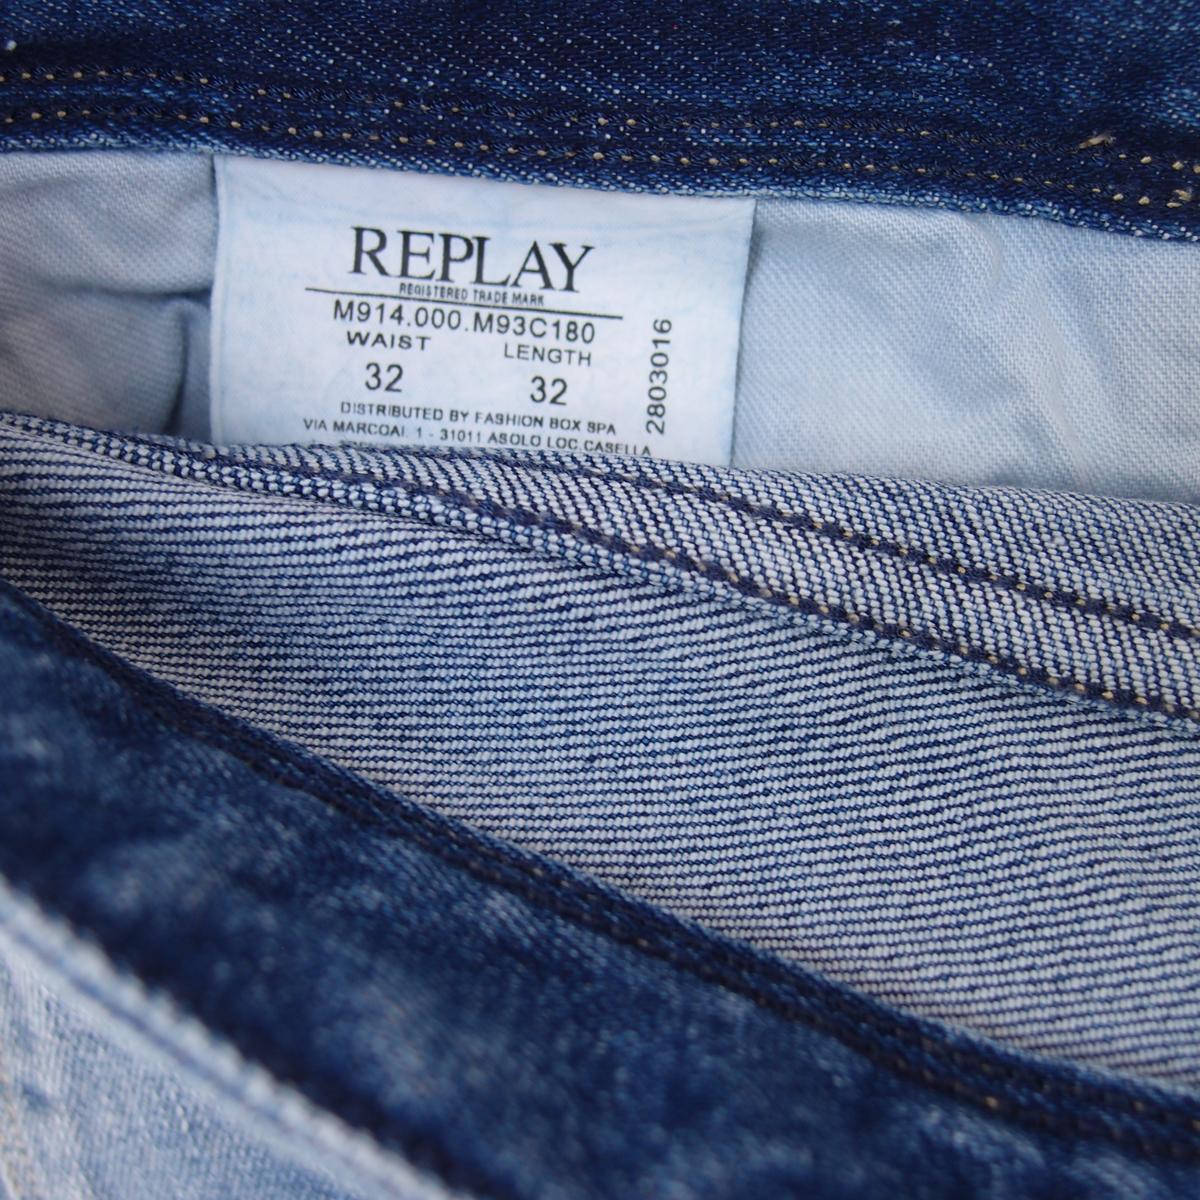 REPLAY
REGISTERED TRADE MARK
M914.000.M93C180
WAIST LENGTH
32 32
DISTRIBUTED BY FASHION BOX SPA
VIA MARCOAI, 1 - 31011 ASOLO LOC.CASELLA
2803016